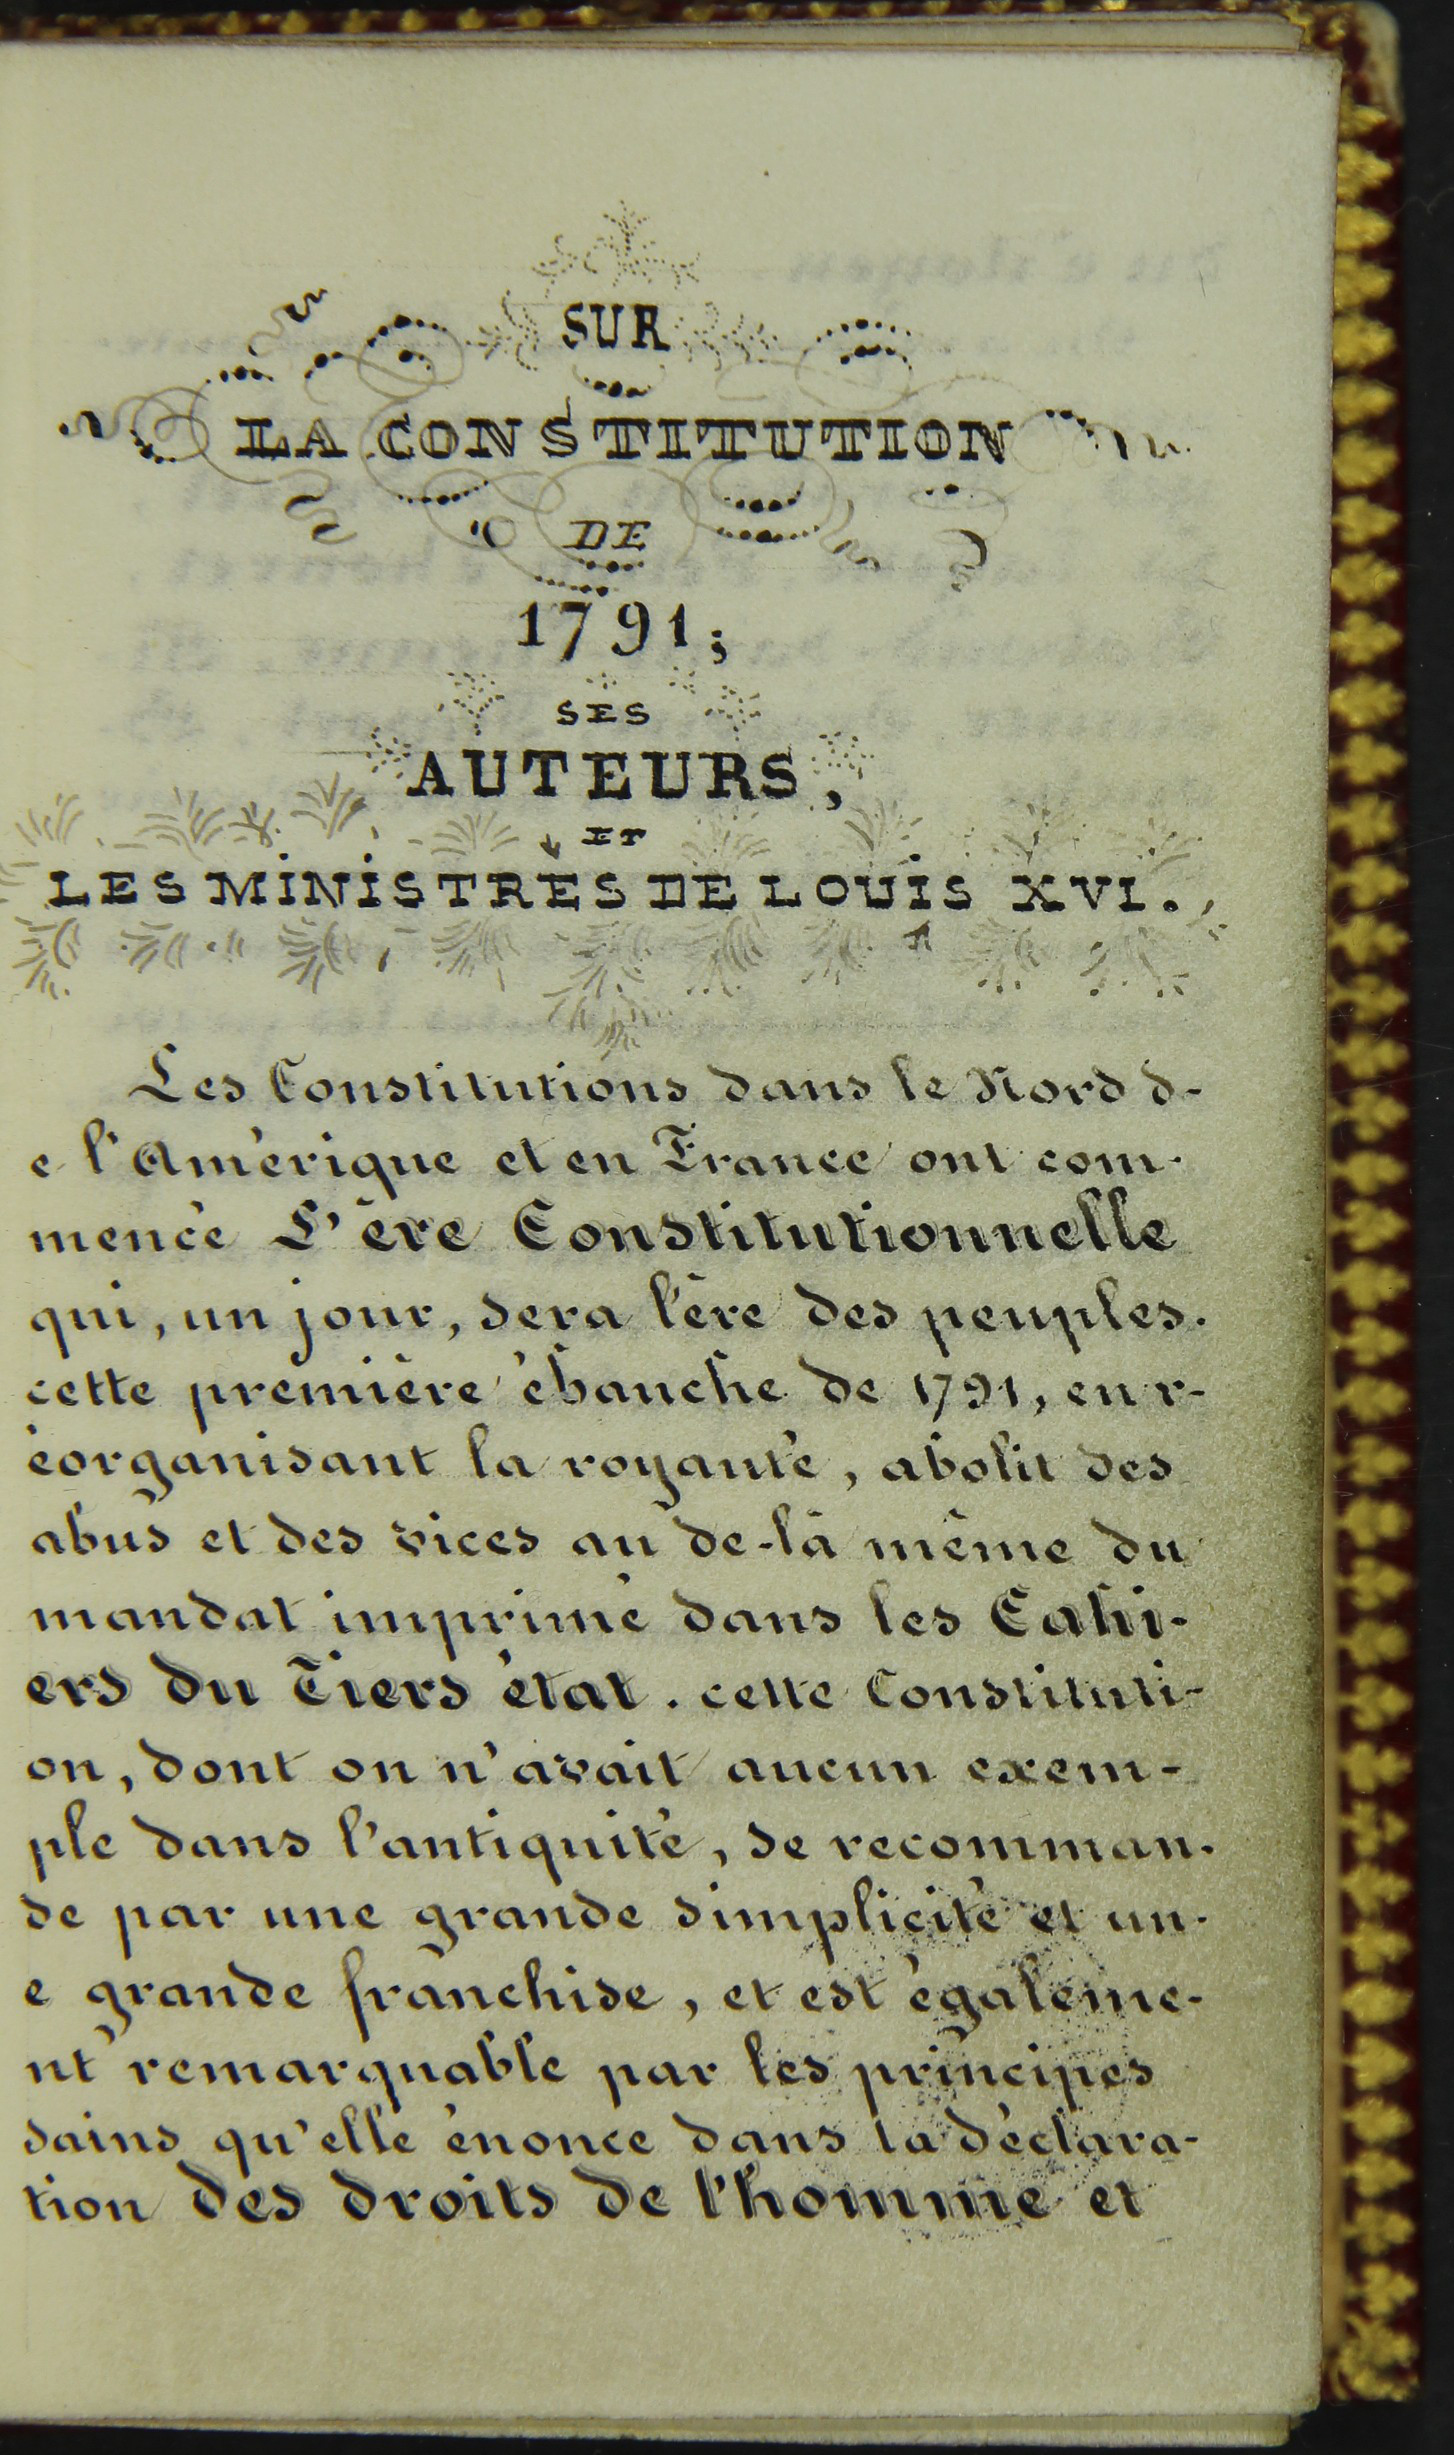 SUR
LA CONSTITUTION
DE
1791;
SES
AUTEURS,
ET
LES MINISTRES DE LOUIS XVI.
Les Constitutions dans le Nord d-
e l'Amérique et en France ont com-
mencé L'ère Constitutionnelle
qui, un jour, sera l'ère des peuples.
cette première ébauche de 1791, en r-
éorganisant la royauté, abolit des
abus et des vices au de-là même du
mandat imprimé dans les Cahi-
ers du Tiers état. cette Constituti-
on, dont on n'avait aucun exem-
ple dans l'antiquité, se recomman-
de par une grande simplicité et un-
e grande franchise, et est égaleme-
nt remarquable par les principes
sains qu'elle énonce dans la déclara-
tion des droits de l'homme et